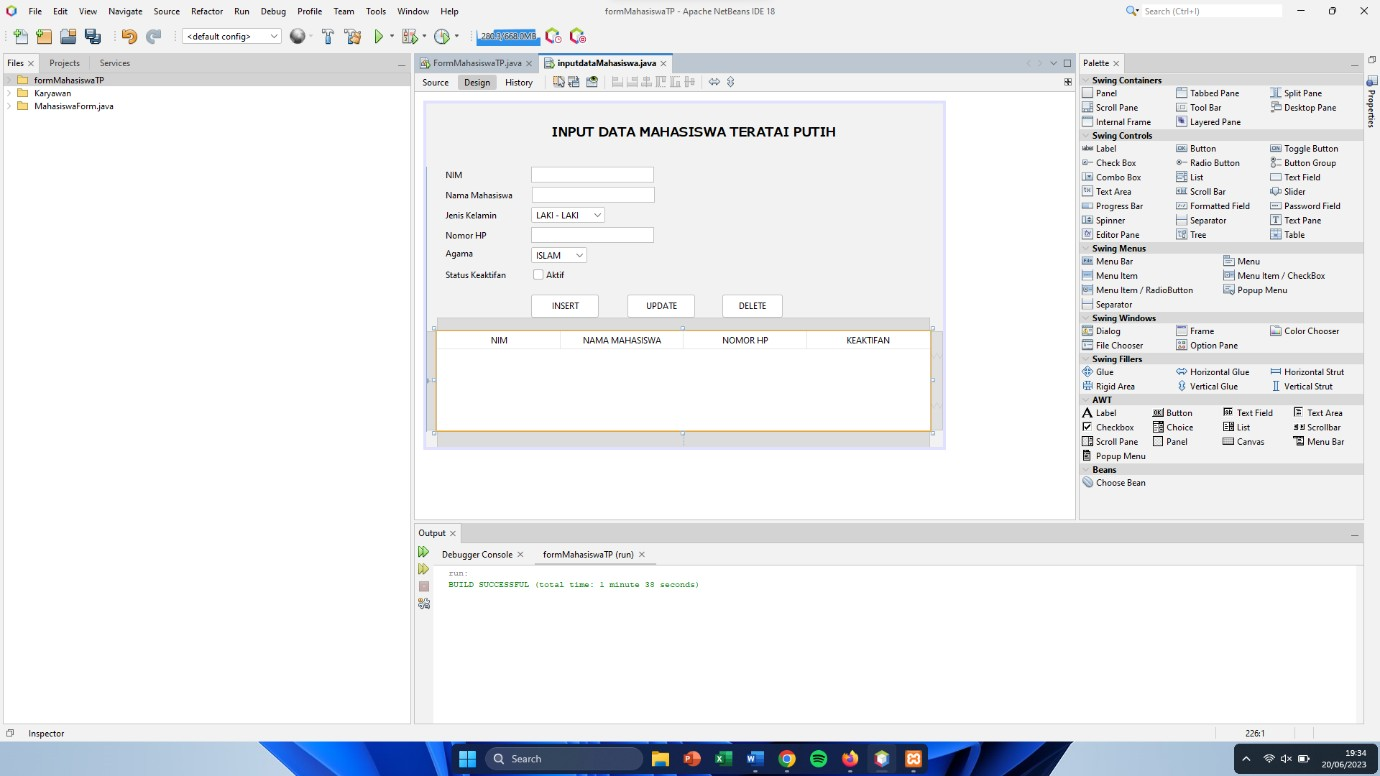 File Edit View Navigate Source Refactor Run Debug Profile Team Tools Window Help formMahasiswaTP - Apache NetBeans IDE 18 Search (Ctrl+I)
<default config> 280.3/668.0MB
Files Projects Services
formMahasiswaTP
Karyawan
MahasiswaForm.java
FormMahasiswaTP.java inputdataMahasiswa.java
Source Design History
INPUT DATA MAHASISWA TERATAI PUTIH
NIM
Nama Mahasiswa
Jenis Kelamin LAKI - LAKI
Nomor HP
Agama ISLAM
Status Keaktifan Aktif
INSERT UPDATE DELETE
NIM NAMA MAHASISWA NOMOR HP KEAKTIFAN
Palette
Swing Containers
Panel Tabbed Pane Split Pane
Scroll Pane Tool Bar Desktop Pane
Internal Frame Layered Pane
Swing Controls
Label Button Toggle Button
Check Box Radio Button Button Group
Combo Box List Text Field
Text Area Scroll Bar Slider
Progress Bar Formatted Field Password Field
Spinner Separator Text Pane
Editor Pane Tree Table
Swing Menus
Menu Bar Menu
Menu Item Menu Item / CheckBox
Menu Item / RadioButton Popup Menu
Separator
Swing Windows
Dialog Frame Color Chooser
File Chooser Option Pane
Swing Fillers
Glue Horizontal Glue Horizontal Strut
Rigid Area Vertical Glue Vertical Strut
AWT
Label Button Text Field Text Area
Checkbox Choice List Scrollbar
Scroll Pane Panel Canvas Menu Bar
Popup Menu
Beans
Choose Bean
Properties
Output
Debugger Console formMahasiswaTP (run)
run:
BUILD SUCCESSFUL (total time: 1 minute 38 seconds)
Inspector 226:1
Search
19:34
20/06/2023